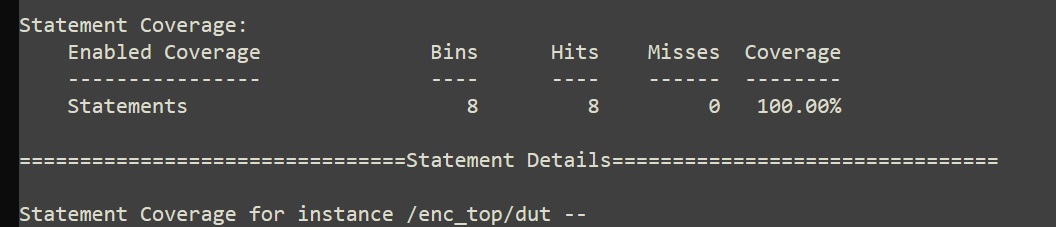 Statement Coverage:
    Enabled Coverage              Bins      Hits    Misses  Coverage
    ----------------              ----      ----    ------  --------
    Statements                       8         8         0   100.00%
================================Statement Details================================
Statement Coverage for instance /enc_top/dut --